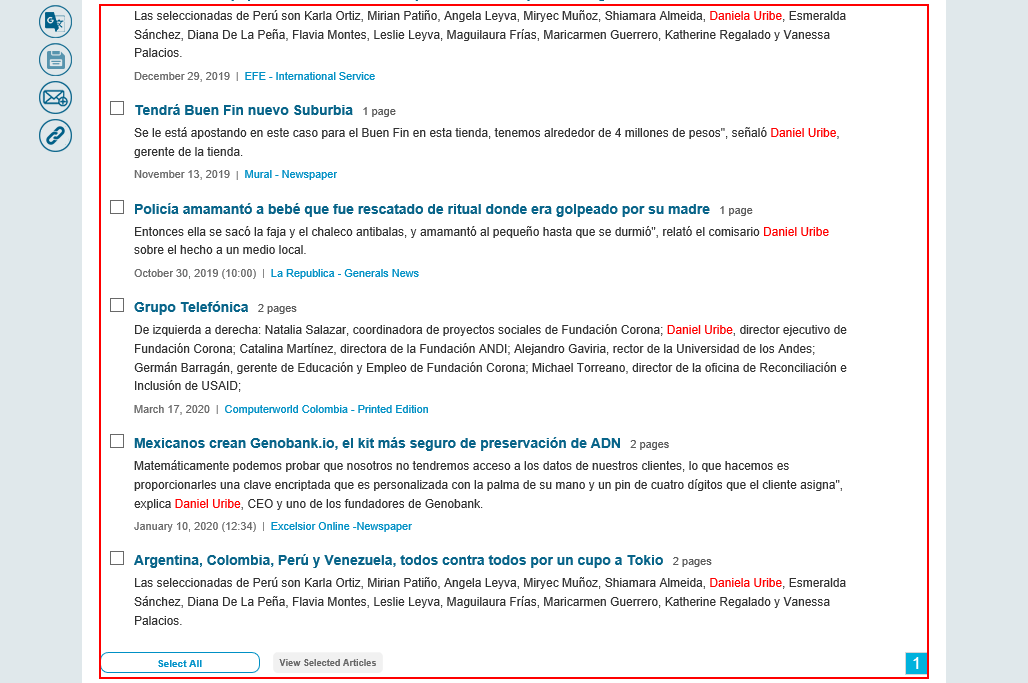 Las seleccionadas de Perú son Karla Ortiz, Mirian Patiño, Angela Leyva, Miryec Muñoz, Shiamara Almeida, Daniela Uribe, Esmeralda
Sánchez, Diana De La Peña, Flavia Montes, Leslie Leyva, Maguilaura Frías, Maricarmen Guerrero, Katherine Regalado y Vanessa
Palacios.
December 29, 2019 | EFE - International Service
Tendrá Buen Fin nuevo Suburbia 1 page
Se le está apostando en este caso para el Buen Fin en esta tienda, tenemos alrededor de 4 millones de pesos", señaló Daniel Uribe,
gerente de la tienda.
November 13, 2019 | Mural - Newspaper
Policía amamantó a bebé que fue rescatado de ritual donde era golpeado por su madre 1 page
Entonces ella se sacó la faja y el chaleco antibalas, y amamantó al pequeño hasta que se durmió", relató el comisario Daniel Uribe
sobre el hecho a un medio local.
October 30, 2019 (10:00) | La Republica - Generals News
Grupo Telefónica 2 pages
De izquierda a derecha: Natalia Salazar, coordinadora de proyectos sociales de Fundación Corona; Daniel Uribe, director ejecutivo de
Fundación Corona; Catalina Martínez, directora de la Fundación ANDI; Alejandro Gaviria, rector de la Universidad de los Andes;
Germán Barragán, gerente de Educación y Empleo de Fundación Corona; Michael Torreano, director de la oficina de Reconciliación e
Inclusión de USAID;
March 17, 2020 | Computerworld Colombia - Printed Edition
Mexicanos crean Genobank.io, el kit más seguro de preservación de ADN 2 pages
Matemáticamente podemos probar que nosotros no tendremos acceso a los datos de nuestros clientes, lo que hacemos es
proporcionarles una clave encriptada que es personalizada con la palma de su mano y un pin de cuatro dígitos que el cliente asigna",
explica Daniel Uribe, CEO y uno de los fundadores de Genobank.
January 10, 2020 (12:34) | Excelsior Online -Newspaper
Argentina, Colombia, Perú y Venezuela, todos contra todos por un cupo a Tokio 2 pages
Las seleccionadas de Perú son Karla Ortiz, Mirian Patiño, Angela Leyva, Miryec Muñoz, Shiamara Almeida, Daniela Uribe, Esmeralda
Sánchez, Diana De La Peña, Flavia Montes, Leslie Leyva, Maguilaura Frías, Maricarmen Guerrero, Katherine Regalado y Vanessa
Palacios.
Select All View Selected Articles 1